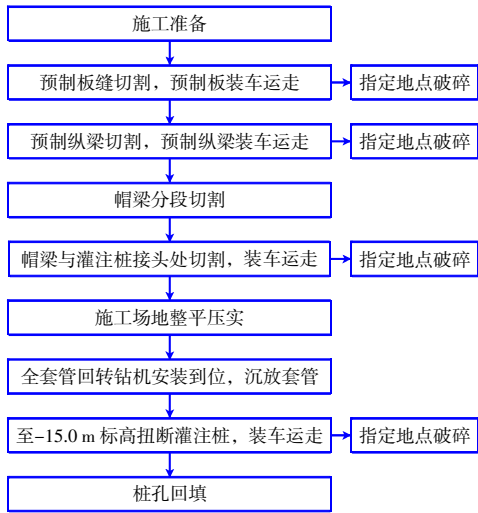 施工准备
预制板缝切割，预制板装车运走
指定地点破碎
预制纵梁切割，预制纵梁装车运走
指定地点破碎
帽梁分段切割
帽梁与灌注桩接头处切割，装车运走
指定地点破碎
施工场地整平压实
全套管回转钻机安装到位，沉放套管
至–15.0 m 标高扭断灌注桩，装车运走
指定地点破碎
桩孔回填